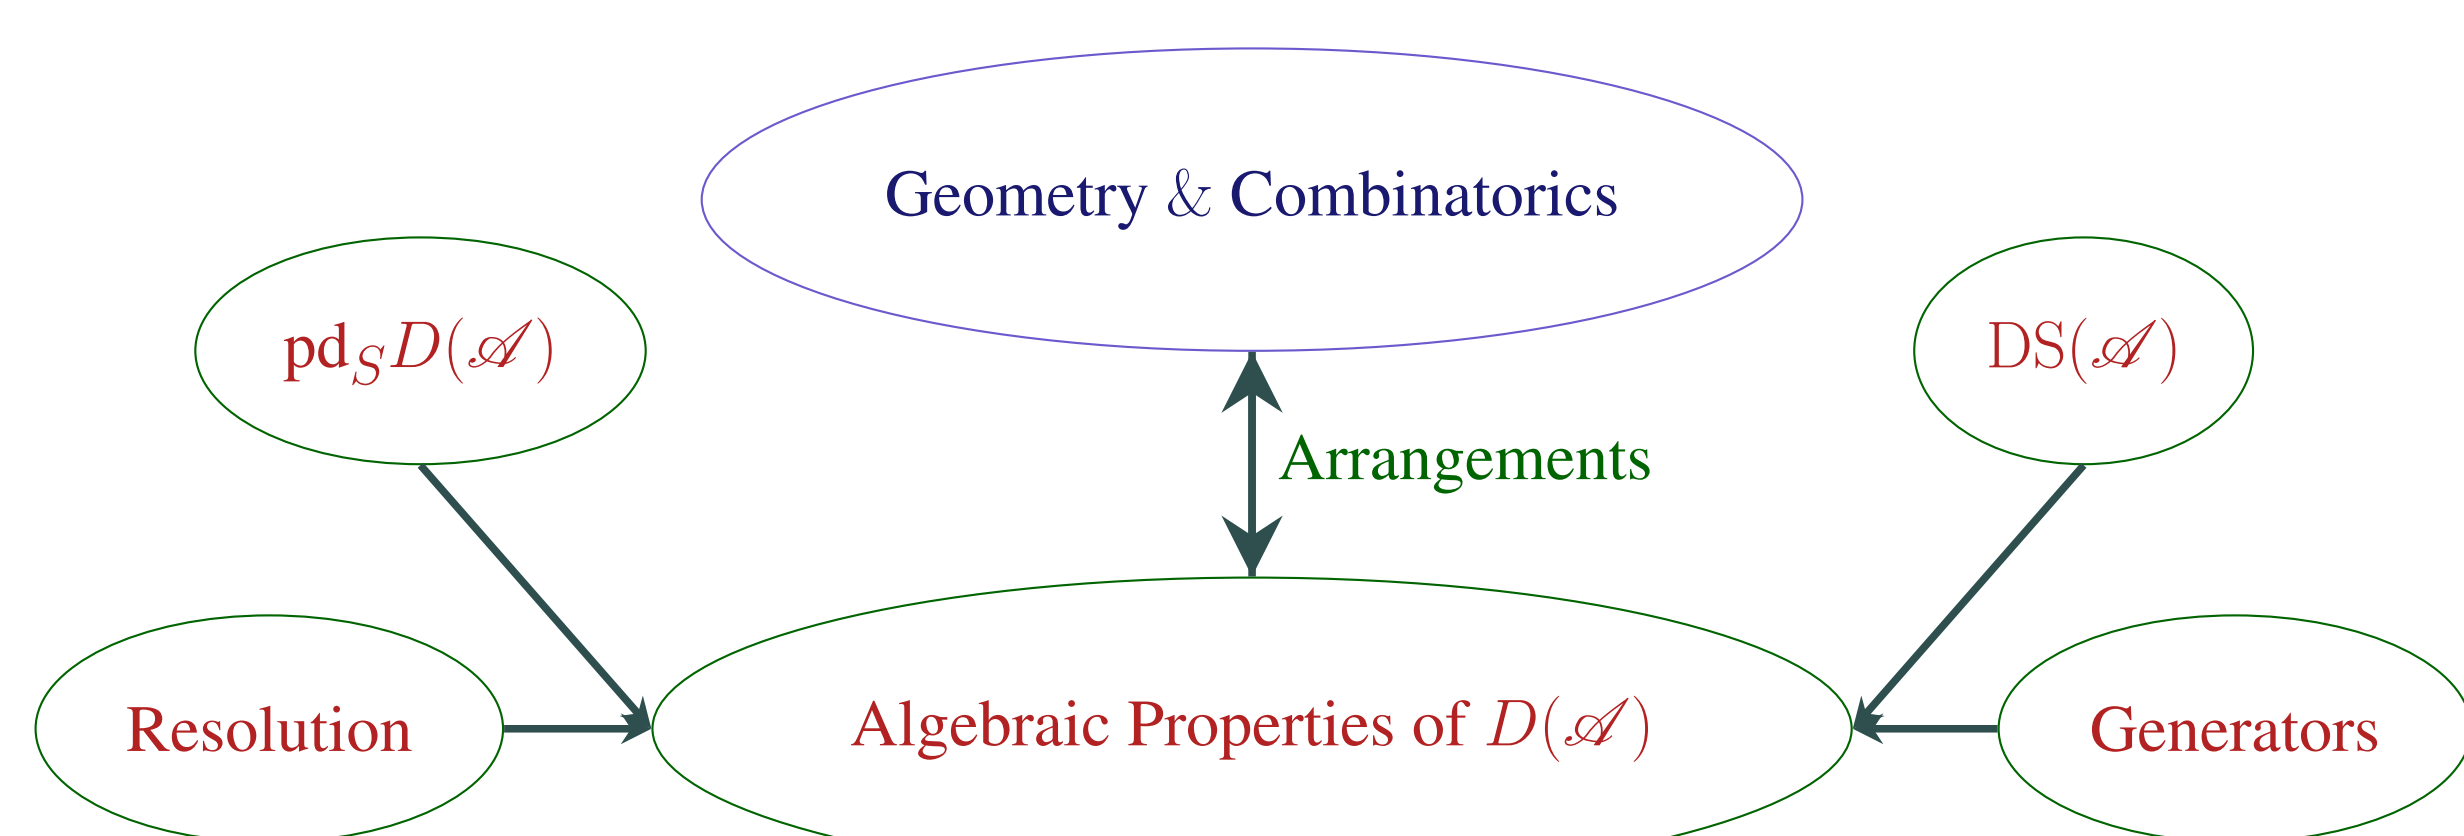 Geometry & Combinatorics
pd_S D(𝒜)
DS(𝒜)
Arrangements
Resolution
Algebraic Properties of D(𝒜)
Generators